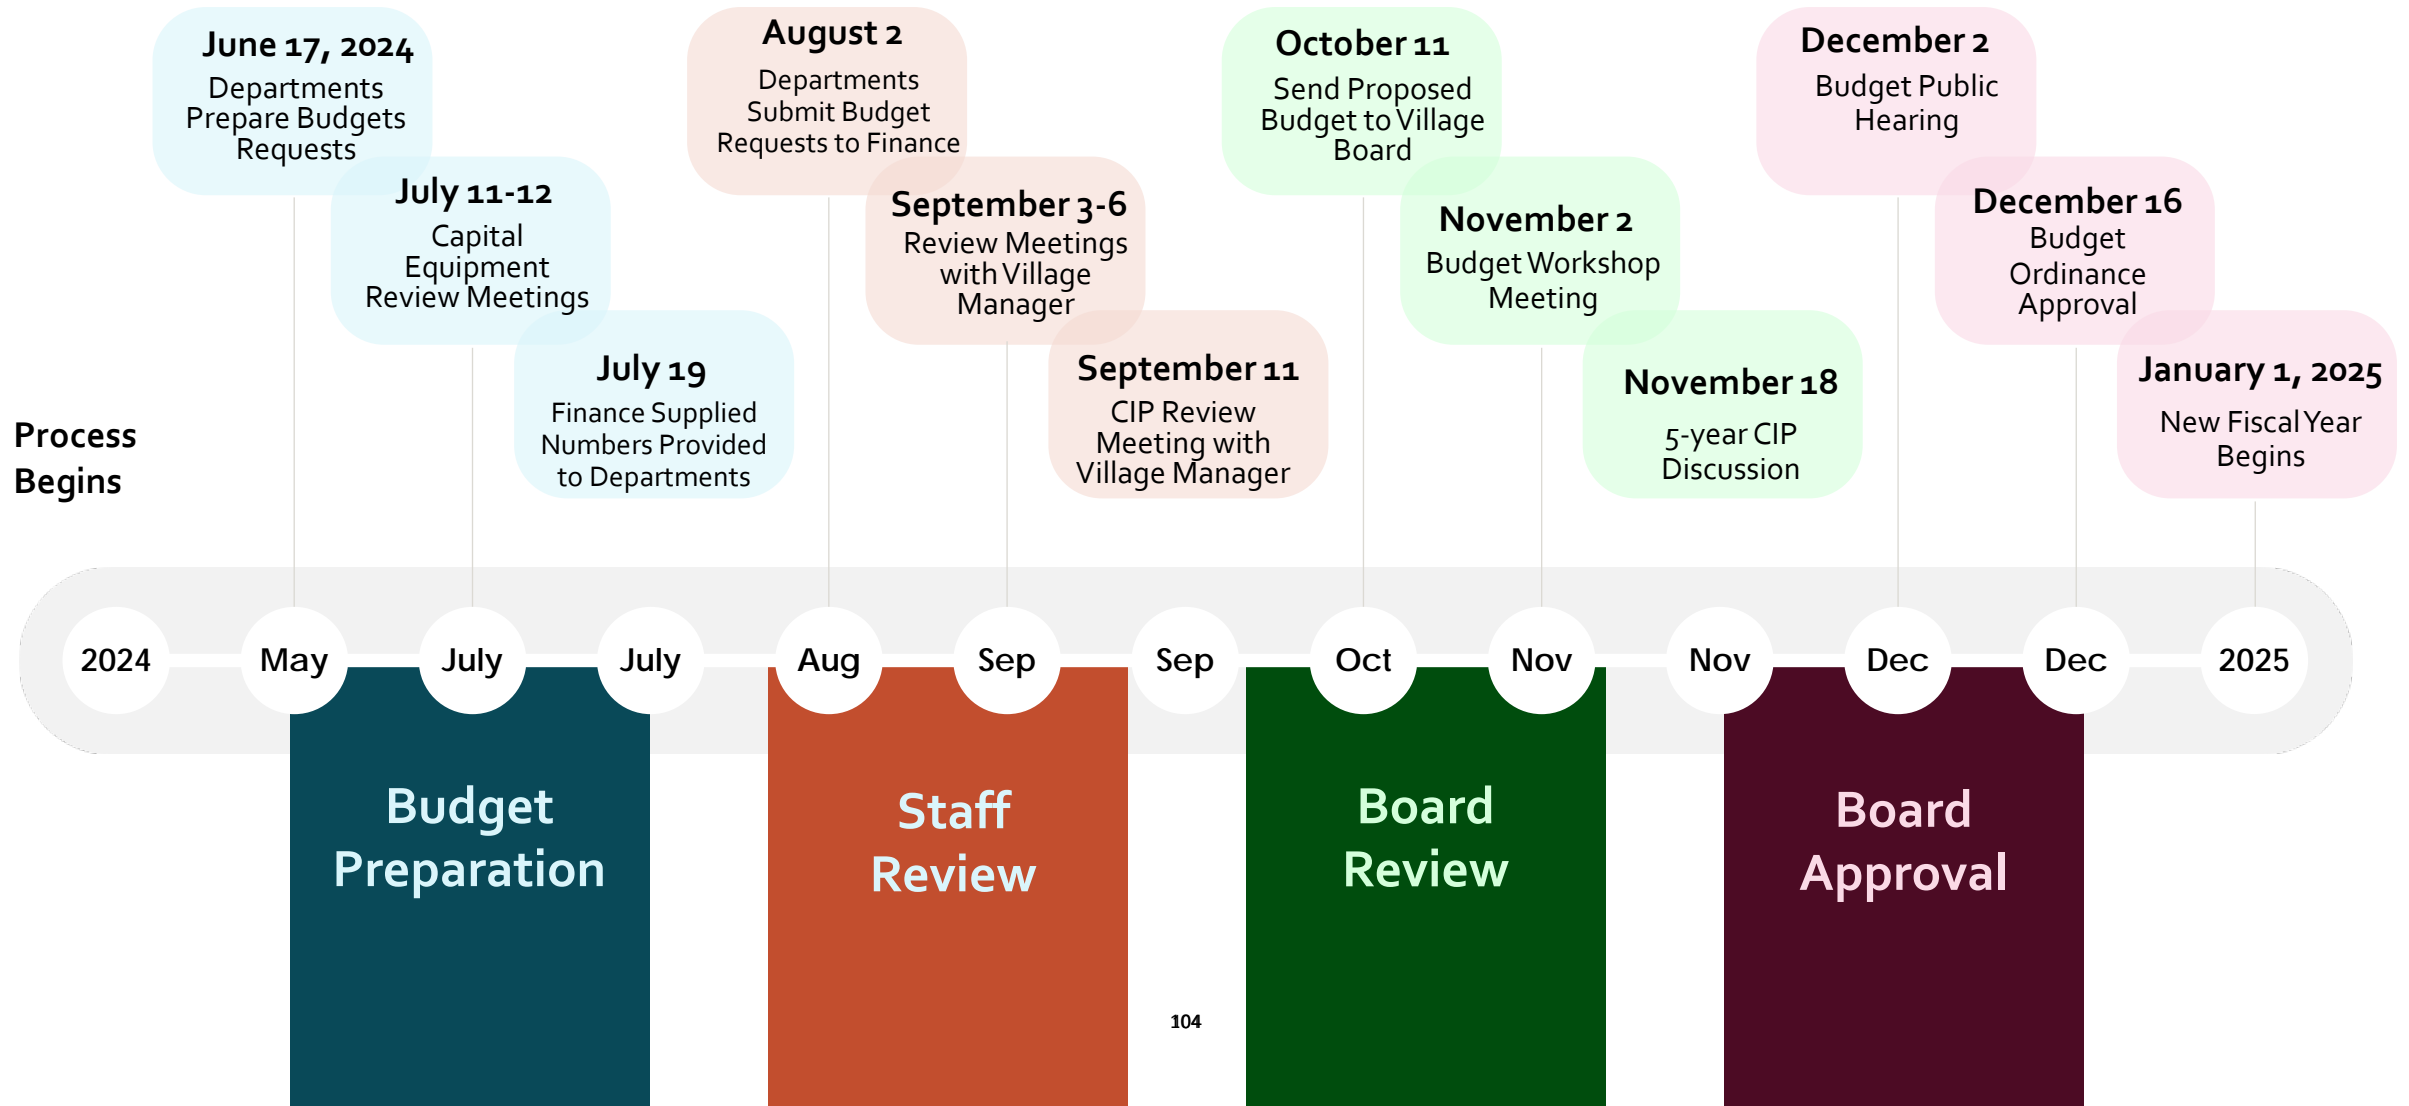 June 17, 2024
Departments
Prepare Budgets
Requests
July 11-12
Capital
Equipment
Review Meetings
July 19
Finance Supplied
Numbers Provided
to Departments
August 2
Departments
Submit Budget
Requests to Finance
September 3-6
Review Meetings
with Village
Manager
September 11
CIP Review
Meeting with
Village Manager
October 11
Send Proposed
Budget to Village
Board
November 2
Budget Workshop
Meeting
November 18
5-year CIP
Discussion
December 2
Budget Public
Hearing
December 16
Budget
Ordinance
Approval
January 1, 2025
New Fiscal Year
Begins
Process
Begins
2024 May July July Aug Sep Sep Oct Nov Nov Dec Dec 2025
Budget
Preparation
Staff
Review
Board
Review
Board
Approval
104